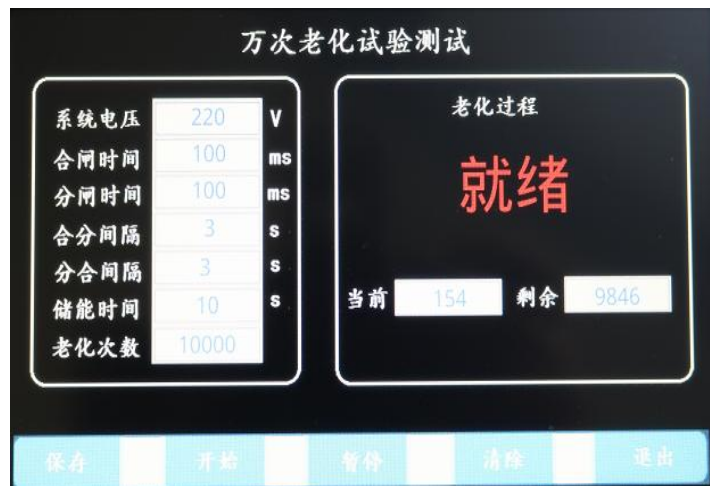 万次老化试验测试
系统电压 220 V
合闸时间 100 ms
分闸时间 100 ms
合分间隔 3 s
分合间隔 3 s
储能时间 10 s
老化次数 10000
老化过程
就绪
当前 154 剩余 9846
保存 开始 暂停 清除 退出